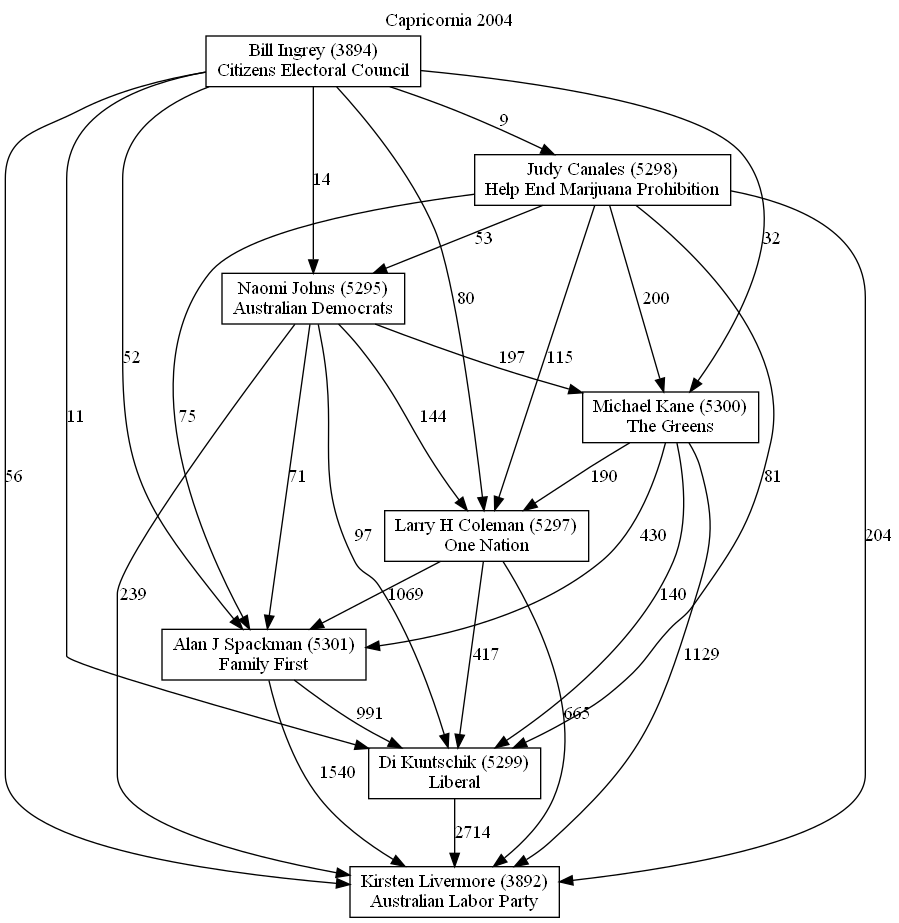 Capricornia 2004
Bill Ingrey (3894)
Citizens Electoral Council
9
Judy Canales (5298)
Help End Marijuana Prohibition
14
53
32
Naomi Johns (5295)
Australian Democrats
80
200
52
197
115
Michael Kane (5300)
The Greens
11
75
144
56
71
190
81
Larry H Coleman (5297)
One Nation
97
430
204
239
1069
140
Alan J Spackman (5301)
Family First
417
1129
991
665
Di Kuntschik (5299)
Liberal
1540
2714
Kirsten Livermore (3892)
Australian Labor Party